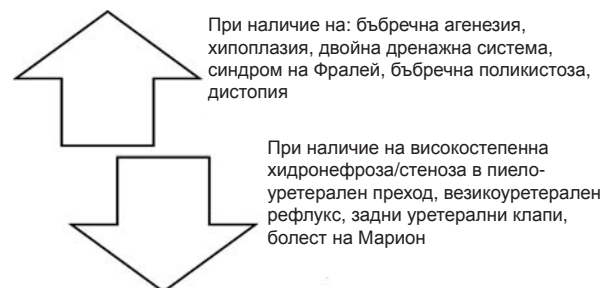 При наличие на: бъбречна агенезия,
хипоплазия, двойна дренажна система,
синдром на Фралей, бъбречна поликистоза,
дистопия
При наличие на високостепенна
хидронефроза/стеноза в пиело-
уретерален преход, везикоуретерален
рефлукс, задни уретерални клапи,
болест на Марион